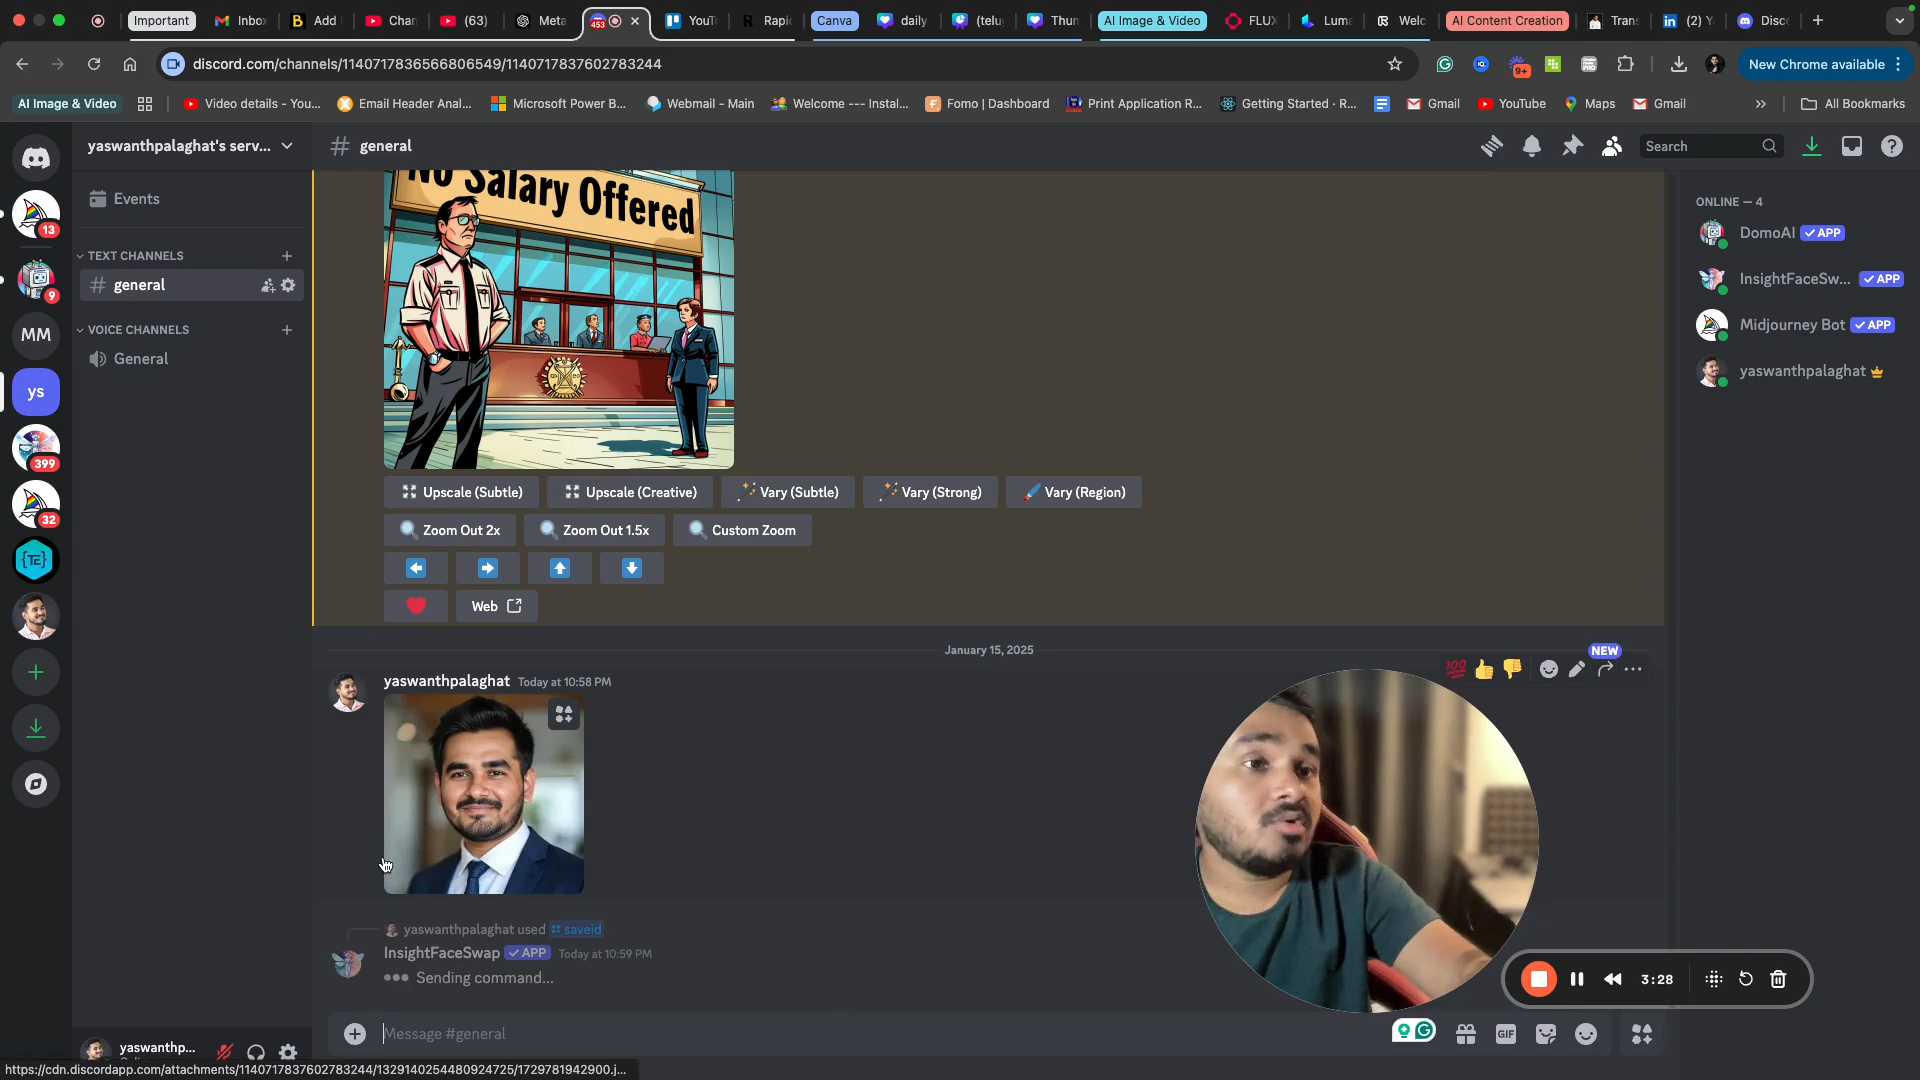 Important
Inbo
Add
Chan
(63)
Meta
453
YouT
Rapi
Canva
daily
(telu
Thun
AI Image & Video
FLUX
Luma
Welc
AI Content Creation
Trans
(2) Y
Disco
discord.com/channels/1140717836566806549/1140717837602783244
9+
New Chrome available
AI Image & Video
Video details - You...
Email Header Anal...
Microsoft Power B...
Webmail - Main
Welcome --- Instal...
Fomo | Dashboard
Print Application R...
Getting Started · R...
Gmail
YouTube
Maps
Gmail
All Bookmarks
yaswanthpalaghat's serv...
general
Search
No Salary Offered
13
Events
ONLINE — 4
DomoAI APP
TEXT CHANNELS
general
9
InsightFaceSw... APP
VOICE CHANNELS
MM
Midjourney Bot APP
General
yaswanthpalaghat
ys
399
32
Upscale (Subtle)
Upscale (Creative)
Vary (Subtle)
Vary (Strong)
Vary (Region)
Zoom Out 2x
Zoom Out 1.5x
Custom Zoom
{TE}
Web
January 15, 2025
NEW
yaswanthpalaghat Today at 10:58 PM
yaswanthpalaghat used saveid
InsightFaceSwap APP Today at 10:59 PM
Sending command...
3:28
Message #general
GIF
yaswanthp...
https://cdn.discordapp.com/attachments/1140717837602783244/1329140254480924725/1729781942900.j...